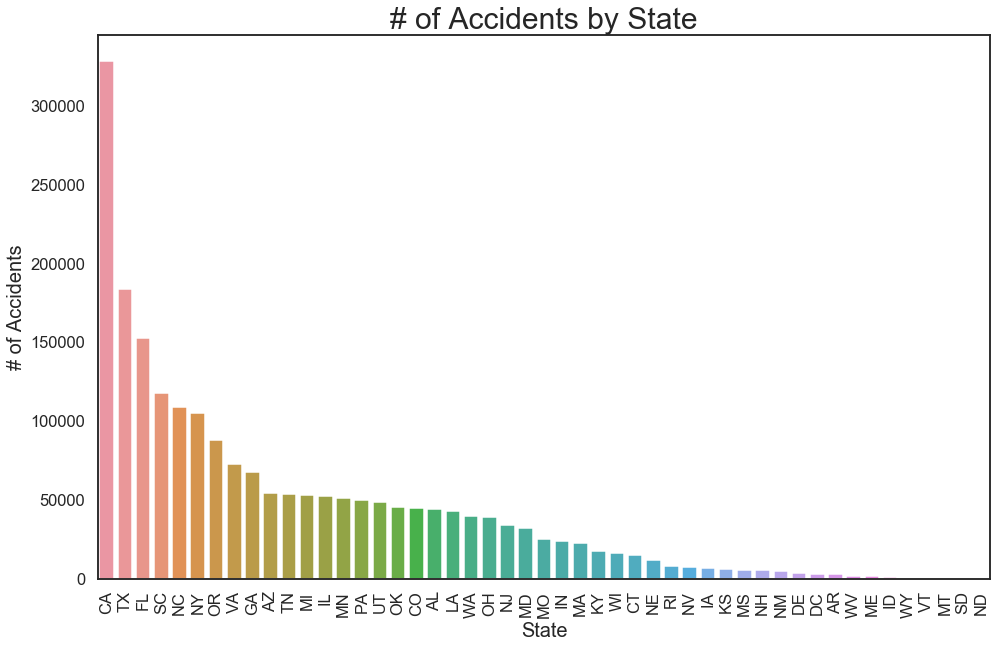 # of Accidents by State
# of Accidents
300000
250000
200000
150000
100000
50000
0
CA TX FL SC NC NY OR VA GA AZ TN MI IL MN PA UT OK CO AL LA WA OH NJ MD MO IN MA KY WI CT NE RI NV IA KS MS NH NM DE DC AR WV ME ID WY VT MT SD ND
State